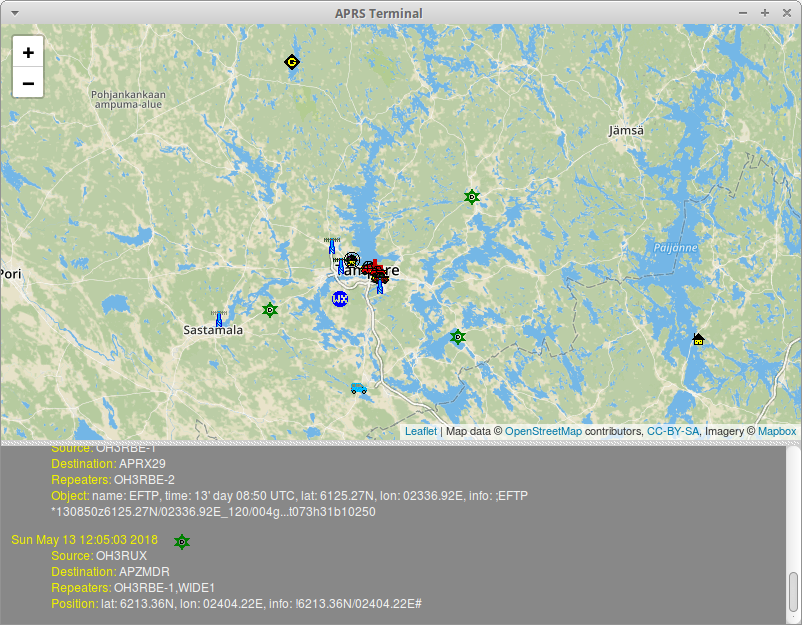 APRS Terminal
+
−
Pohjankankaan
ampuma-alue
Jämsä
Päijänne
Pori
WX
Sastamala
Leaflet | Map data © OpenStreetMap contributors, CC-BY-SA, Imagery © Mapbox
Source: OH3RBE-1
Destination: APRX29
Repeaters: OH3RBE-2
Object: name: EFTP, time: 13' day 08:50 UTC, lat: 6125.27N, lon: 02336.92E, info: ;EFTP
*130850z6125.27N/02336.92E_120/004g...t073h31b10250
Sun May 13 12:05:03 2018
Source: OH3RUX
Destination: APZMDR
Repeaters: OH3RBE-1,WIDE1
Position: lat: 6213.36N, lon: 02404.22E, info: !6213.36N/02404.22E#